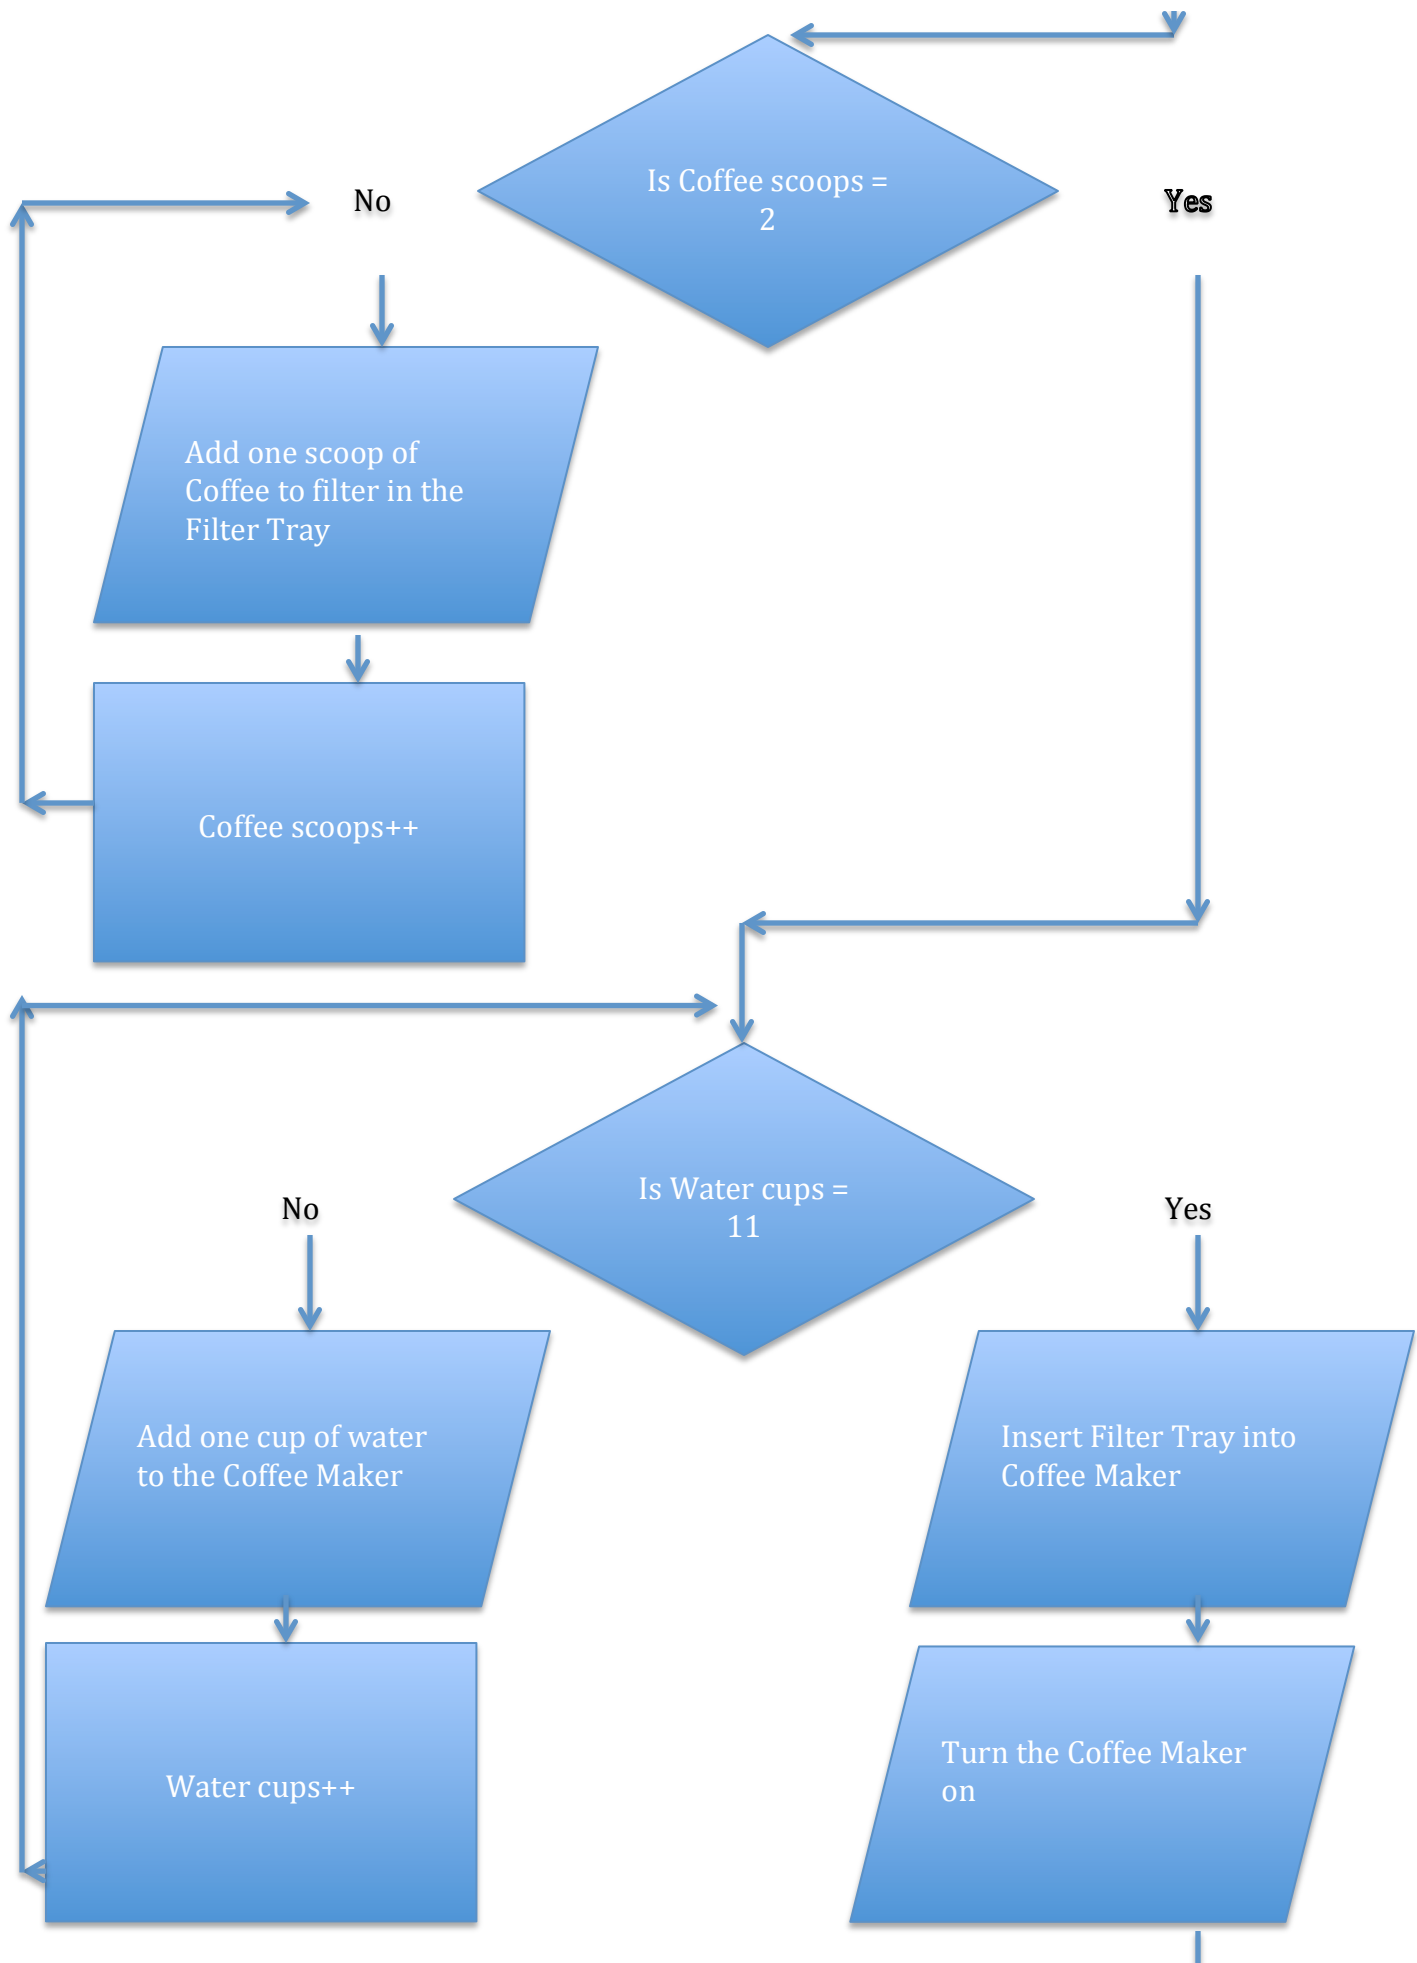 Is Coffee scoops =
2
No
Yes
Add one scoop of
Coffee to filter in the
Filter Tray
Coffee scoops++
Is Water cups =
11
No
Yes
Add one cup of water
to the Coffee Maker
Insert Filter Tray into
Coffee Maker
Water cups++
Turn the Coffee Maker
on